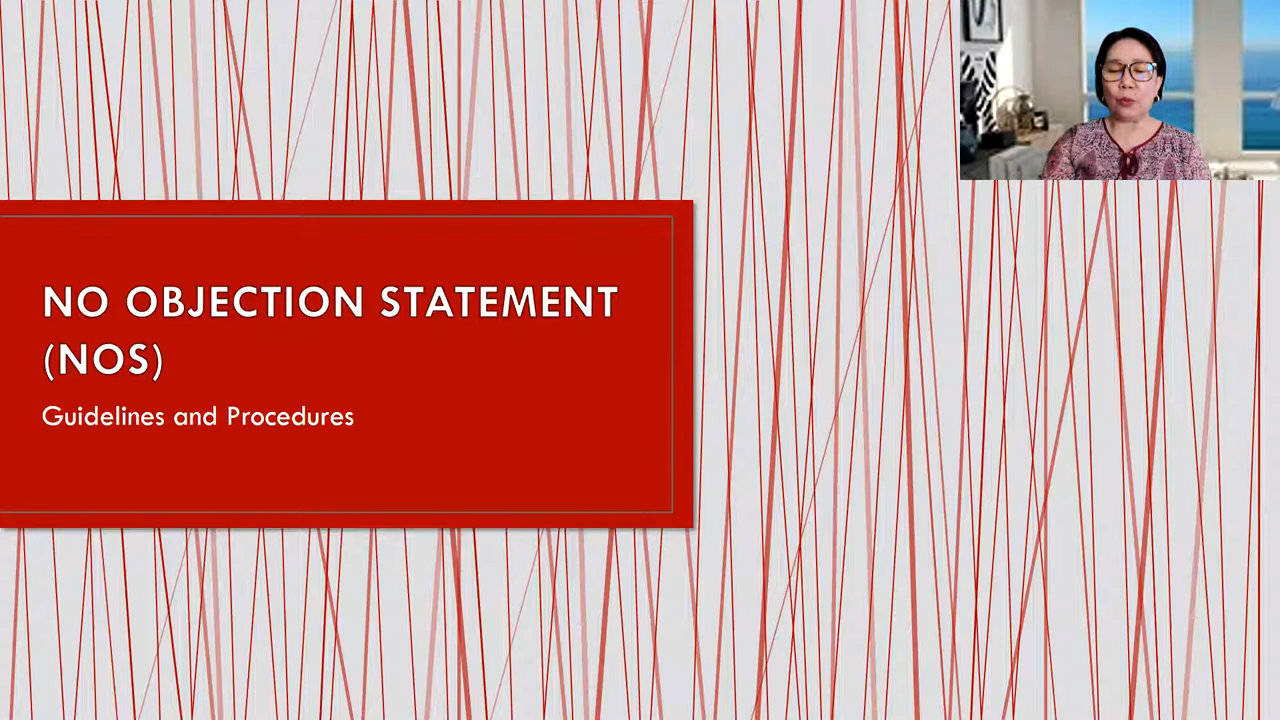 NO OBJECTION STATEMENT
(NOS)
Guidelines and Procedures